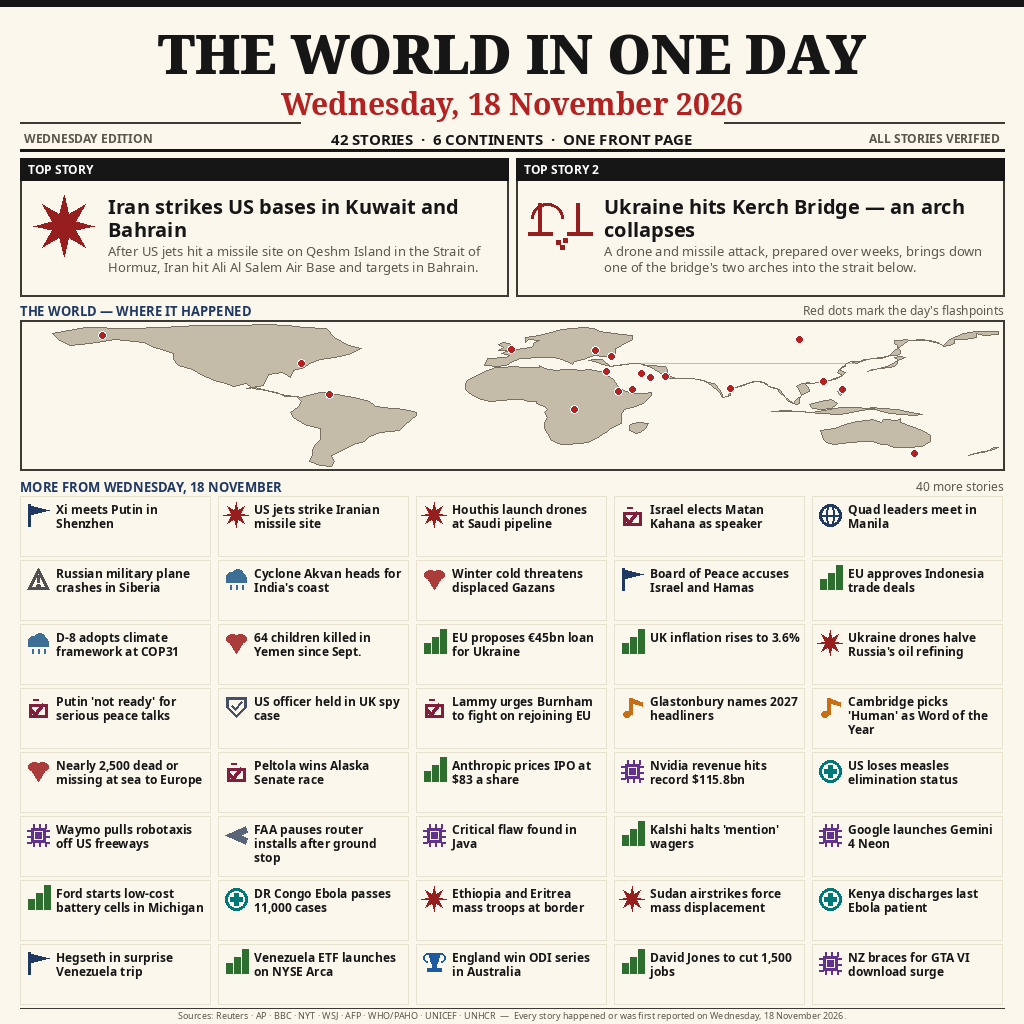 THE WORLD IN ONE DAY
Wednesday, 18 November 2026
WEDNESDAY EDITION
42 STORIES · 6 CONTINENTS · ONE FRONT PAGE
ALL STORIES VERIFIED
TOP STORY
Iran strikes US bases in Kuwait and
Bahrain
After US jets hit a missile site on Qeshm Island in the Strait of
Hormuz, Iran hit Ali Al Salem Air Base and targets in Bahrain.
TOP STORY 2
Ukraine hits Kerch Bridge — an arch
collapses
A drone and missile attack, prepared over weeks, brings down
one of the bridge's two arches into the strait below.
THE WORLD — WHERE IT HAPPENED
Red dots mark the day's flashpoints
MORE FROM WEDNESDAY, 18 NOVEMBER
40 more stories
Xi meets Putin in
Shenzhen
US jets strike Iranian
missile site
Houthis launch drones
at Saudi pipeline
Israel elects Matan
Kahana as speaker
Quad leaders meet in
Manila
Russian military plane
crashes in Siberia
Cyclone Akvan heads for
India's coast
Winter cold threatens
displaced Gazans
Board of Peace accuses
Israel and Hamas
EU approves Indonesia
trade deals
D-8 adopts climate
framework at COP31
64 children killed in
Yemen since Sept.
EU proposes €45bn loan
for Ukraine
UK inflation rises to 3.6%
Ukraine drones halve
Russia's oil refining
Putin 'not ready' for
serious peace talks
US officer held in UK spy
case
Lammy urges Burnham
to fight on rejoining EU
Glastonbury names 2027
headliners
Cambridge picks
'Human' as Word of the
Year
Nearly 2,500 dead or
missing at sea to Europe
Peltola wins Alaska
Senate race
Anthropic prices IPO at
$83 a share
Nvidia revenue hits
record $115.8bn
US loses measles
elimination status
Waymo pulls robotaxis
off US freeways
FAA pauses router
installs after ground
stop
Critical flaw found in
Java
Kalshi halts 'mention'
wagers
Google launches Gemini
4 Neon
Ford starts low-cost
battery cells in Michigan
DR Congo Ebola passes
11,000 cases
Ethiopia and Eritrea
mass troops at border
Sudan airstrikes force
mass displacement
Kenya discharges last
Ebola patient
Hegseth in surprise
Venezuela trip
Venezuela ETF launches
on NYSE Arca
England win ODI series
in Australia
David Jones to cut 1,500
jobs
NZ braces for GTA VI
download surge
Sources: Reuters · AP · BBC · NYT · WSJ · AFP · WHO/PAHO · UNICEF · UNHCR — Every story happened or was first reported on Wednesday, 18 November 2026.